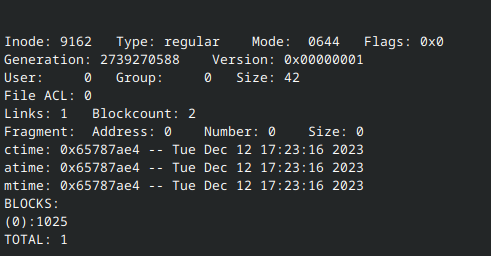 Inode: 9162   Type: regular    Mode:  0644   Flags: 0x0
Generation: 2739270588    Version: 0x00000001
User:     0   Group:     0   Size: 42
File ACL: 0
Links: 1   Blockcount: 2
Fragment:  Address: 0    Number: 0    Size: 0
ctime: 0x65787ae4 -- Tue Dec 12 17:23:16 2023
atime: 0x65787ae4 -- Tue Dec 12 17:23:16 2023
mtime: 0x65787ae4 -- Tue Dec 12 17:23:16 2023
BLOCKS:
(0):1025
TOTAL: 1